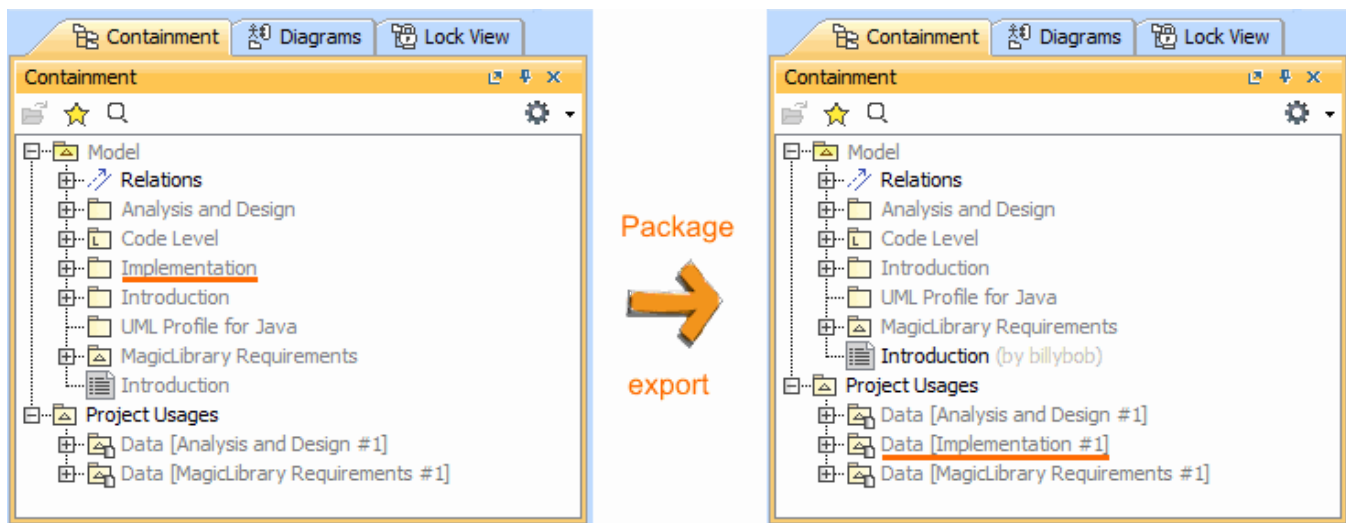 Containment Diagrams Lock View
Containment
Model
Relations
Analysis and Design
L Code Level
Implementation
Introduction
UML Profile for Java
MagicLibrary Requirements
Introduction
Project Usages
Data [Analysis and Design #1]
Data [MagicLibrary Requirements #1]
Package
export
Containment Diagrams Lock View
Containment
Model
Relations
Analysis and Design
L Code Level
Introduction
UML Profile for Java
MagicLibrary Requirements
Introduction (by billybob)
Project Usages
Data [Analysis and Design #1]
Data [Implementation #1]
Data [MagicLibrary Requirements #1]